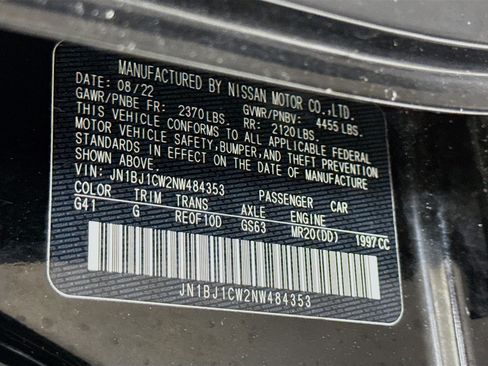 MANUFACTURED BY NISSAN MOTOR CO.,LTD.
DATE: 08/22 GVWR/PNBV: 4455 LBS.
GAWR/PNBE FR: 2370 LBS. RR: 2120 LBS.
THIS VEHICLE CONFORMS TO ALL APPLICABLE FEDERAL
MOTOR VEHICLE SAFETY, BUMPER, AND THEFT PREVENTION
STANDARDS IN EFFECT ON THE DATE OF MANUFACTURE
SHOWN ABOVE.
VIN: JN1BJ1CW2NW484353 PASSENGER CAR
COLOR TRIM TRANS AXLE ENGINE
G41 G RE0F10D GS63 MR20(DD) 1997CC
JN1BJ1CW2NW484353